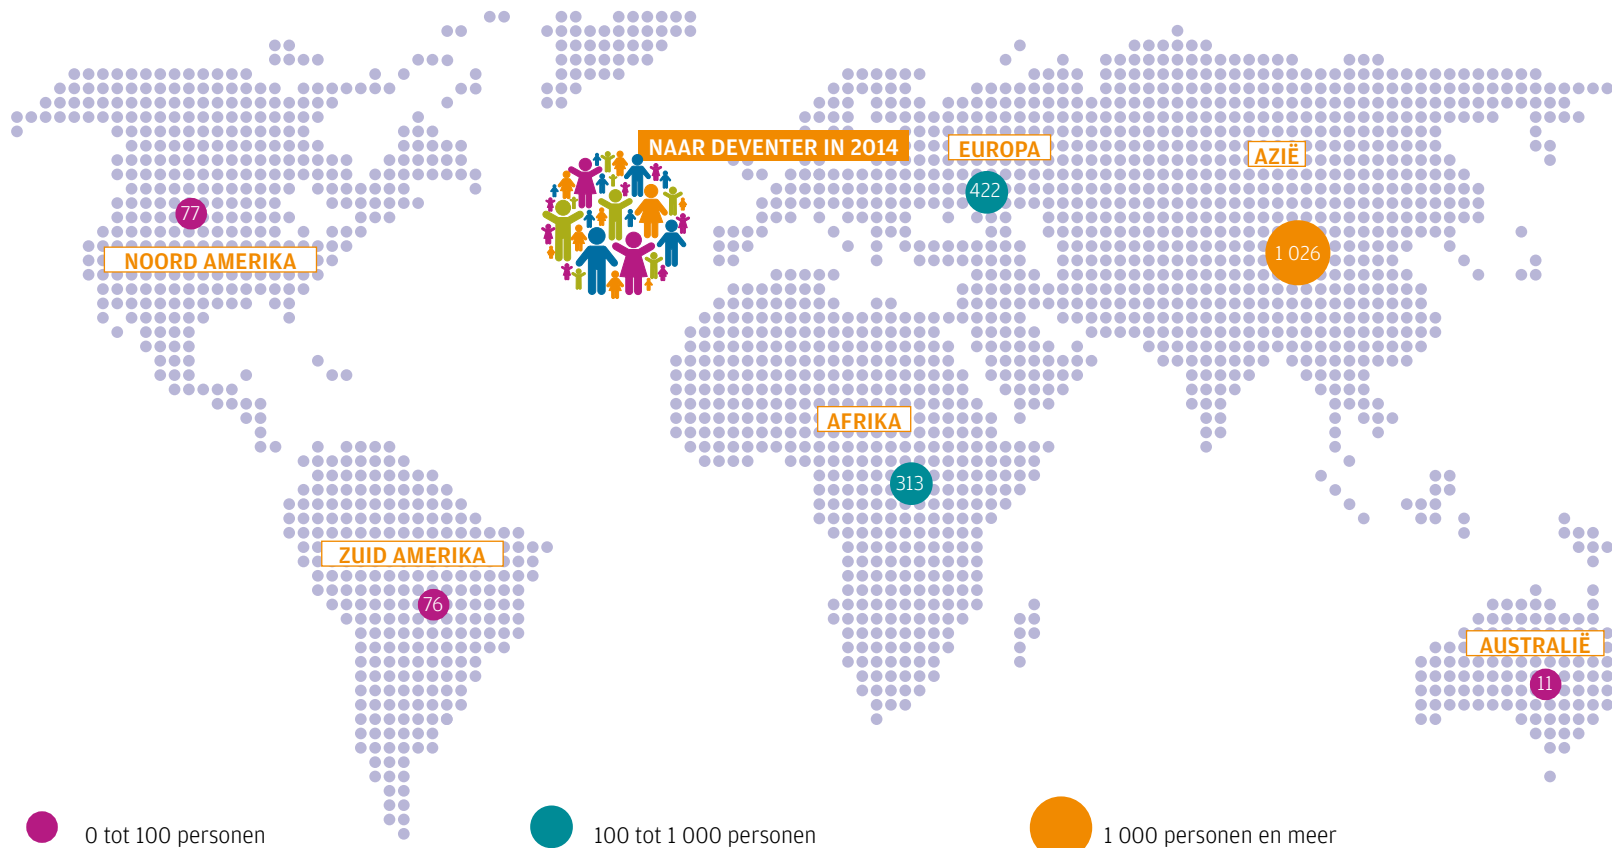 NAAR DEVENTER IN 2014
EUROPA
422
AZIË
1 026
77
NOORD AMERIKA
AFRIKA
313
ZUID AMERIKA
76
AUSTRALIË
11
0 tot 100 personen
100 tot 1 000 personen
1 000 personen en meer